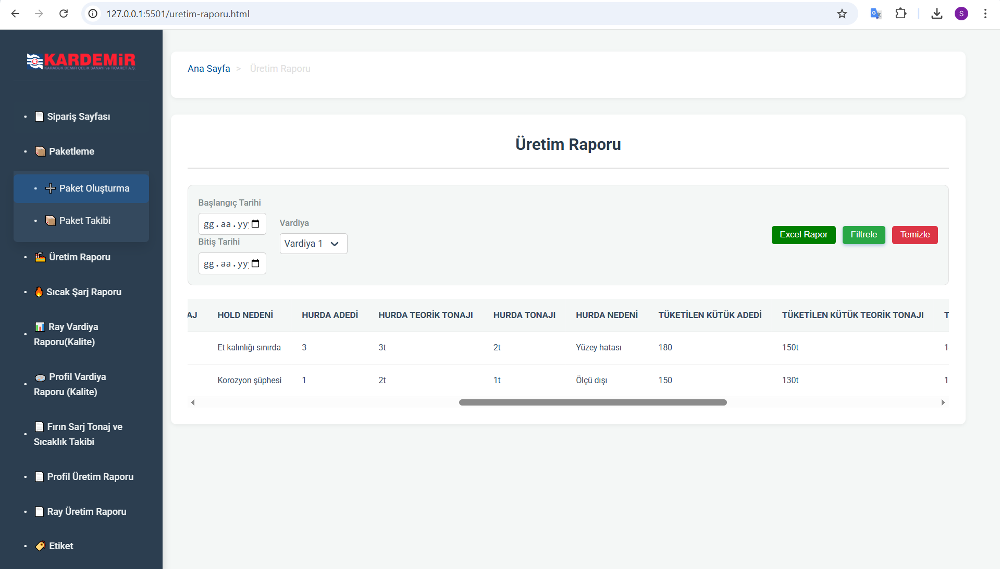 127.0.0.1:5501/uretim-raporu.html
S
KARDEMİR
KARABÜK DEMİR ÇELİK SANAYİ ve TİCARET A.Ş.
Sipariş Sayfası
Paketleme
Paket Oluşturma
Paket Takibi
Üretim Raporu
Sıcak Şarj Raporu
Ray Vardiya
Raporu(Kalite)
Profil Vardiya
Raporu (Kalite)
Fırın Sarj Tonaj ve
Sıcaklık Takibi
Profil Üretim Raporu
Ray Üretim Raporu
Etiket
Ana Sayfa > Üretim Raporu
Üretim Raporu
Başlangıç Tarihi
gg.aa.yy
Bitiş Tarihi
gg.aa.yy
Vardiya
Vardiya 1
Excel Rapor Filtrele Temizle
AJ HOLD NEDENİ HURDA ADEDİ HURDA TEORİK TONAJI HURDA TONAJI HURDA NEDENİ TÜKETİLEN KÜTÜK ADEDİ TÜKETİLEN KÜTÜK TEORİK TONAJI T
Et kalınlığı sınırda 3 3t 2t Yüzey hatası 180 150t 1
Korozyon şüphesi 1 2t 1t Ölçü dışı 150 130t 1